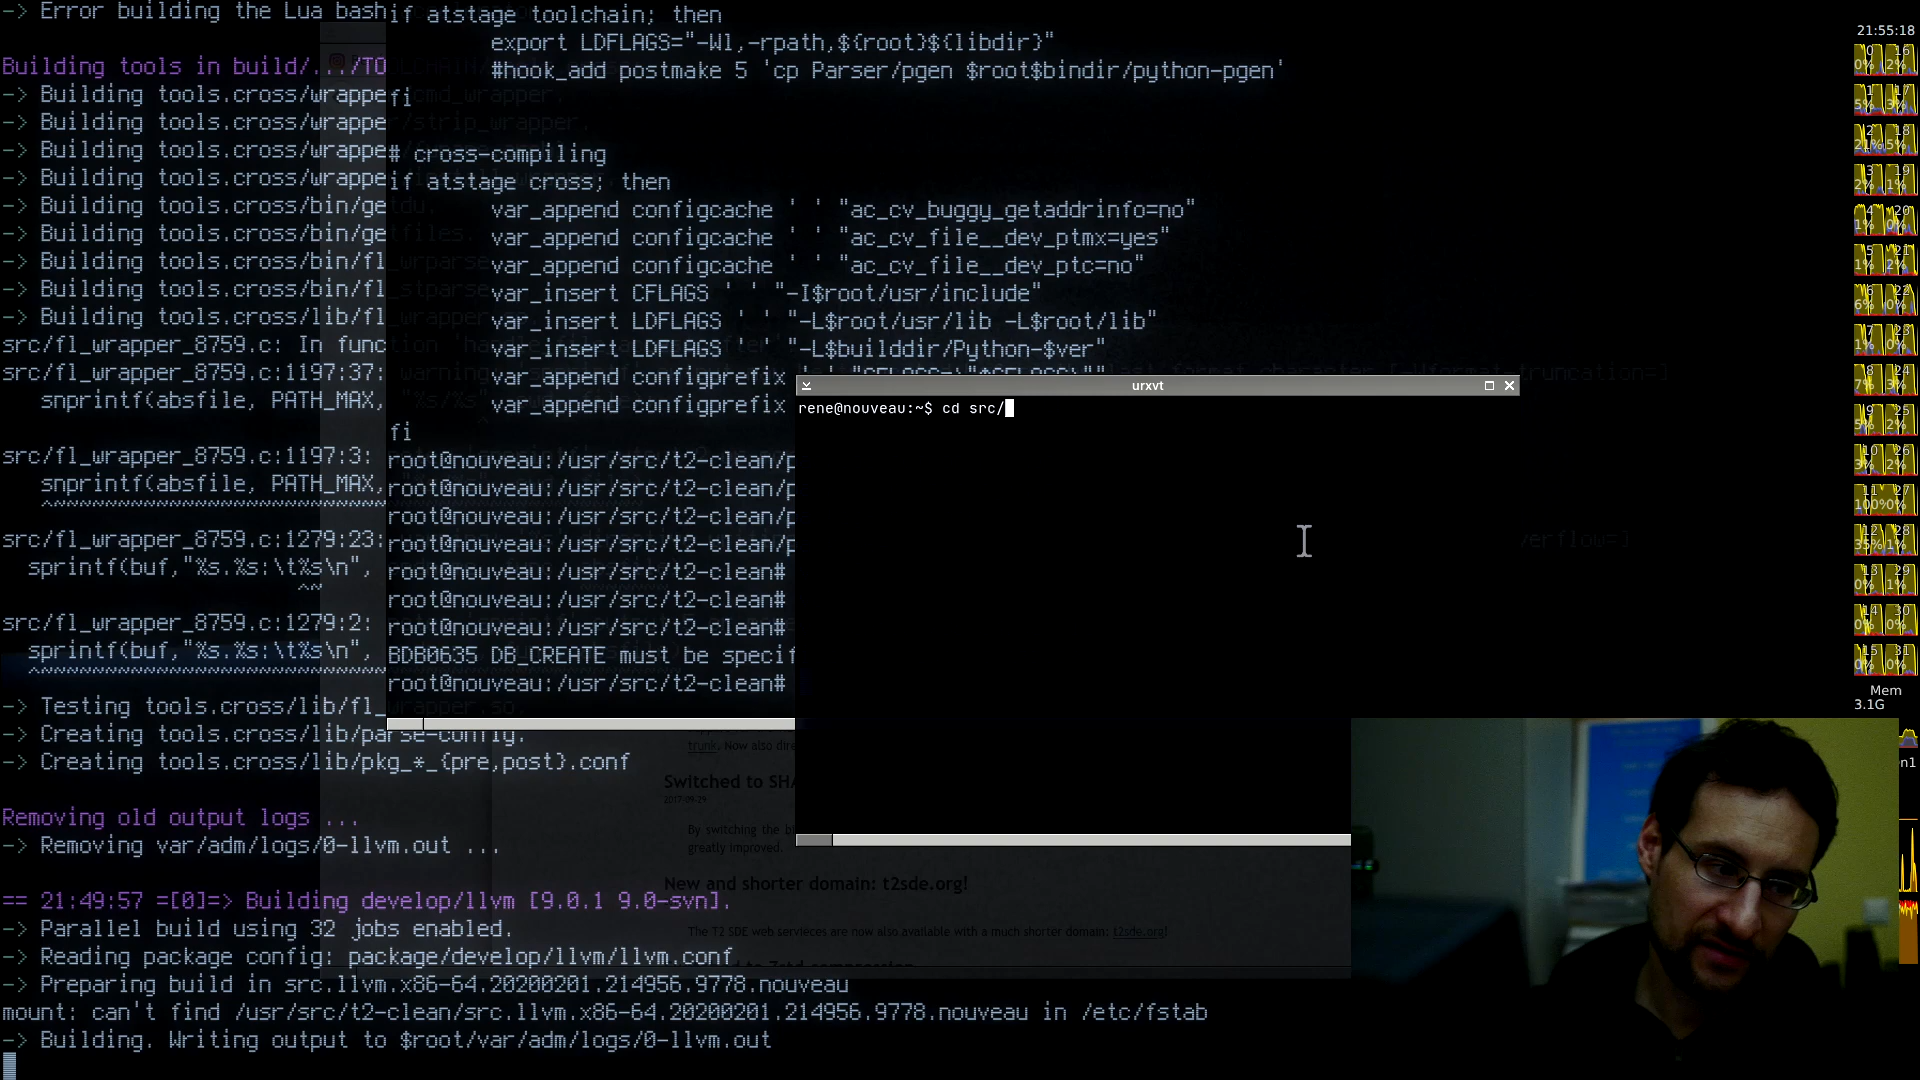 -> Error building the Lua bash
Building tools in build/.../TO
-> Building tools.cross/wrappe
-> Building tools.cross/wrappe
-> Building tools.cross/wrappe
-> Building tools.cross/wrappe
-> Building tools.cross/bin/ge
-> Building tools.cross/bin/ge
-> Building tools.cross/bin/fl
-> Building tools.cross/bin/fl
-> Building tools.cross/lib/fl
src/fl_wrapper_8759.c: In func
src/fl_wrapper_8759.c:1197:37:
snprintf(absfile, PATH_MAX,
src/fl_wrapper_8759.c:1197:3:
snprintf(absfile, PATH_MAX,
^~~~~~~~~~~~~~~~~~~~~~~~~~~
src/fl_wrapper_8759.c:1279:23:
sprintf(buf,"%s.%s:\t%s\n",
^~
src/fl_wrapper_8759.c:1279:2:
sprintf(buf,"%s.%s:\t%s\n",
^~~~~~~~~~~~~~~~~~~~~~~~~~~~
-> Testing tools.cross/lib/fl_wrapper.so.
-> Creating tools.cross/lib/parse-config.
-> Creating tools.cross/lib/pkg_*_{pre,post}.conf
Removing old output logs ...
-> Removing var/adm/logs/0-llvm.out ...
== 21:49:57 =[0]=> Building develop/llvm [9.0.1 9.0-svn].
-> Parallel build using 32 jobs enabled.
-> Reading package config: package/develop/llvm/llvm.conf
-> Preparing build in src.llvm.x86-64.20200201.214956.9778.nouveau
mount: can't find /usr/src/t2-clean/src.llvm.x86-64.20200201.214956.9778.nouveau in /etc/fstab
-> Building. Writing output to $root/var/adm/logs/0-llvm.out
if atstage toolchain; then
export LDFLAGS="-Wl,-rpath,${root}${libdir}"
#hook_add postmake 5 'cp Parser/pgen $root$bindir/python-pgen'
fi
# cross-compiling
if atstage cross; then
var_append configcache ' ' "ac_cv_buggy_getaddrinfo=no"
var_append configcache ' ' "ac_cv_file__dev_ptmx=yes"
var_append configcache ' ' "ac_cv_file__dev_ptc=no"
var_insert CFLAGS ' ' "-I$root/usr/include"
var_insert LDFLAGS ' ' "-L$root/usr/lib -L$root/lib"
var_insert LDFLAGS ' ' "-L$builddir/Python-$ver"
var_append configprefix
var_append configprefix
fi
root@nouveau:/usr/src/t2-clean/p
root@nouveau:/usr/src/t2-clean/p
root@nouveau:/usr/src/t2-clean/p
root@nouveau:/usr/src/t2-clean/p
root@nouveau:/usr/src/t2-clean#
root@nouveau:/usr/src/t2-clean#
root@nouveau:/usr/src/t2-clean#
BDB0635 DB_CREATE must be specif
root@nouveau:/usr/src/t2-clean#
urxvt
rene@nouveau:~$ cd src/
trunk. Now also dire
Switched to SHA
2017-09-29
By switching the bi
greatly improved.
New and shorter domain: t2sde.org!
The T2 SDE web servieces are now also available with a much shorter domain: t2sde.org!
21:55:18
Mem
3.1G